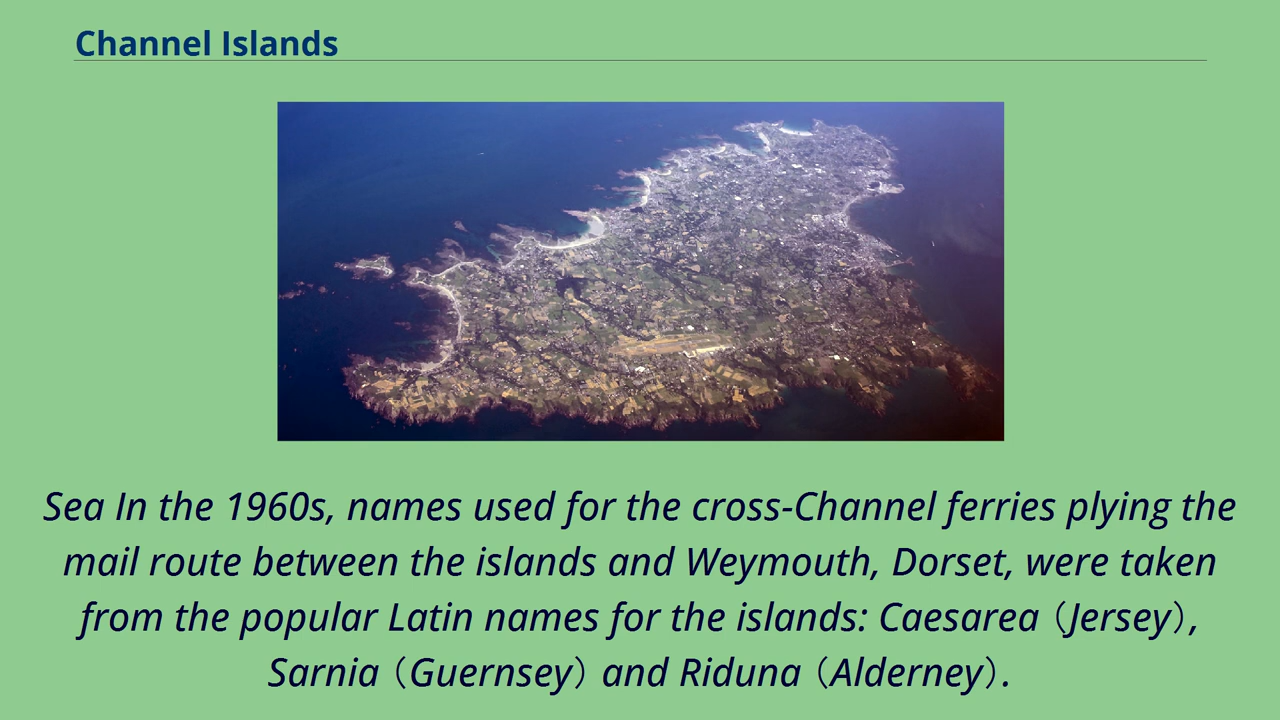 Channel Islands
Sea In the 1960s, names used for the cross-Channel ferries plying the
mail route between the islands and Weymouth, Dorset, were taken
from the popular Latin names for the islands: Caesarea（Jersey）,
Sarnia（Guernsey）and Riduna（Alderney）.